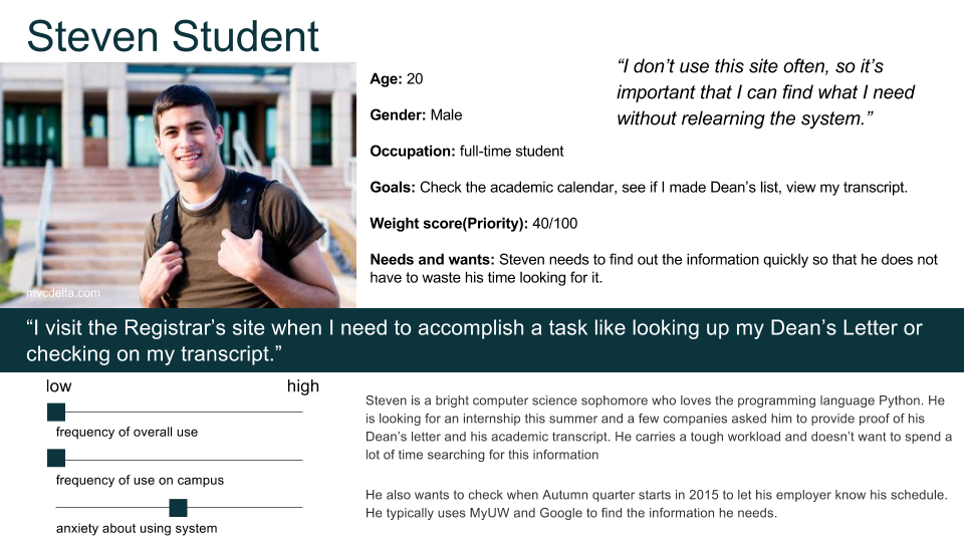 Steven Student
Age: 20
“I don’t use this site often, so it’s
important that I can find what I need
without relearning the system.”
Gender: Male
Occupation: full-time student
Goals: Check the academic calendar, see if I made Dean’s list, view my transcript.
Weight score(Priority): 40/100
Needs and wants: Steven needs to find out the information quickly so that he does not
have to waste his time looking for it.
mvcdelta.com
“I visit the Registrar’s site when I need to accomplish a task like looking up my Dean’s Letter or
checking on my transcript.”
low high
frequency of overall use
frequency of use on campus
anxiety about using system
Steven is a bright computer science sophomore who loves the programming language Python. He
is looking for an internship this summer and a few companies asked him to provide proof of his
Dean’s letter and his academic transcript. He carries a tough workload and doesn’t want to spend a
lot of time searching for this information
He also wants to check when Autumn quarter starts in 2015 to let his employer know his schedule.
He typically uses MyUW and Google to find the information he needs.